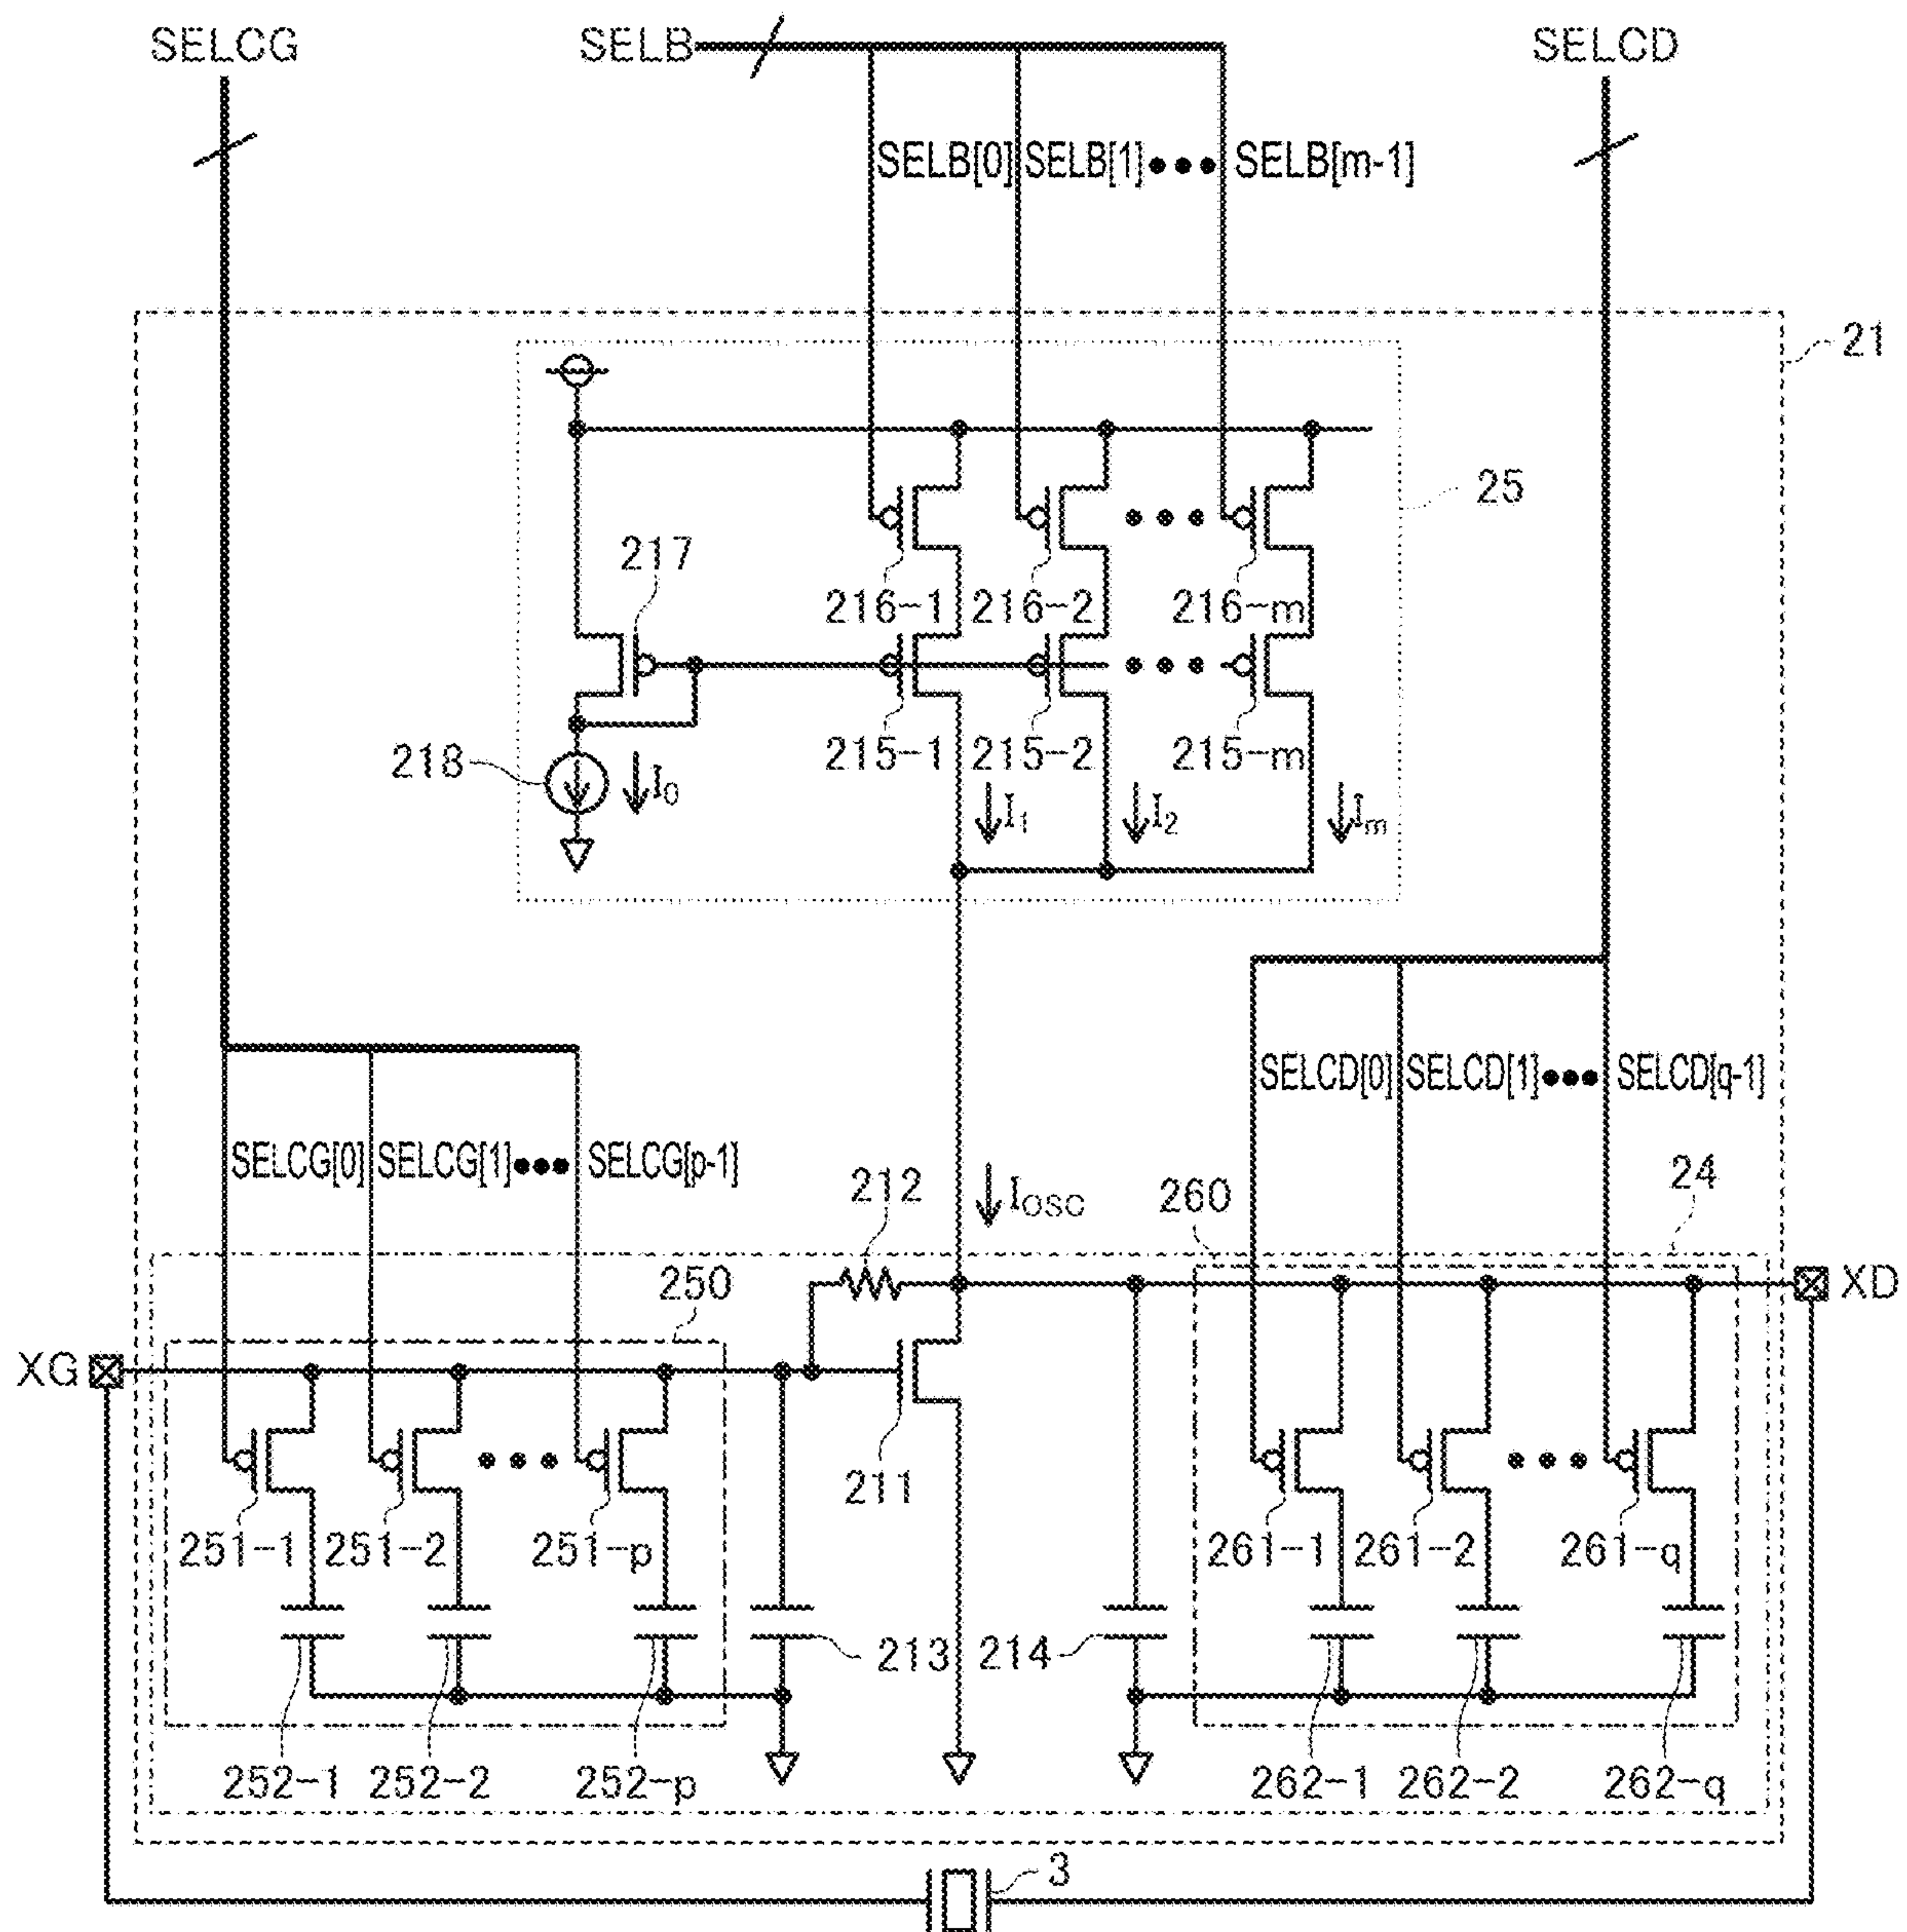 SELCG
SELB
SELCD
SELB[0] SELB[1]••• SELB[m-1]
21
25
217
216-1 216-2 ••• 216-m
218
I0
215-1 215-2 ••• 215-m
I1 I2 Im
SELCD[0] SELCD[1]••• SELCD[q-1]
SELCG[0] SELCG[1]••• SELCG[p-1]
212
IOSC
260
24
250
XD
XG
211
251-1 251-2 ••• 251-p
261-1 261-2 ••• 261-q
213 214
252-1 252-2 252-p
262-1 262-2 262-q
3